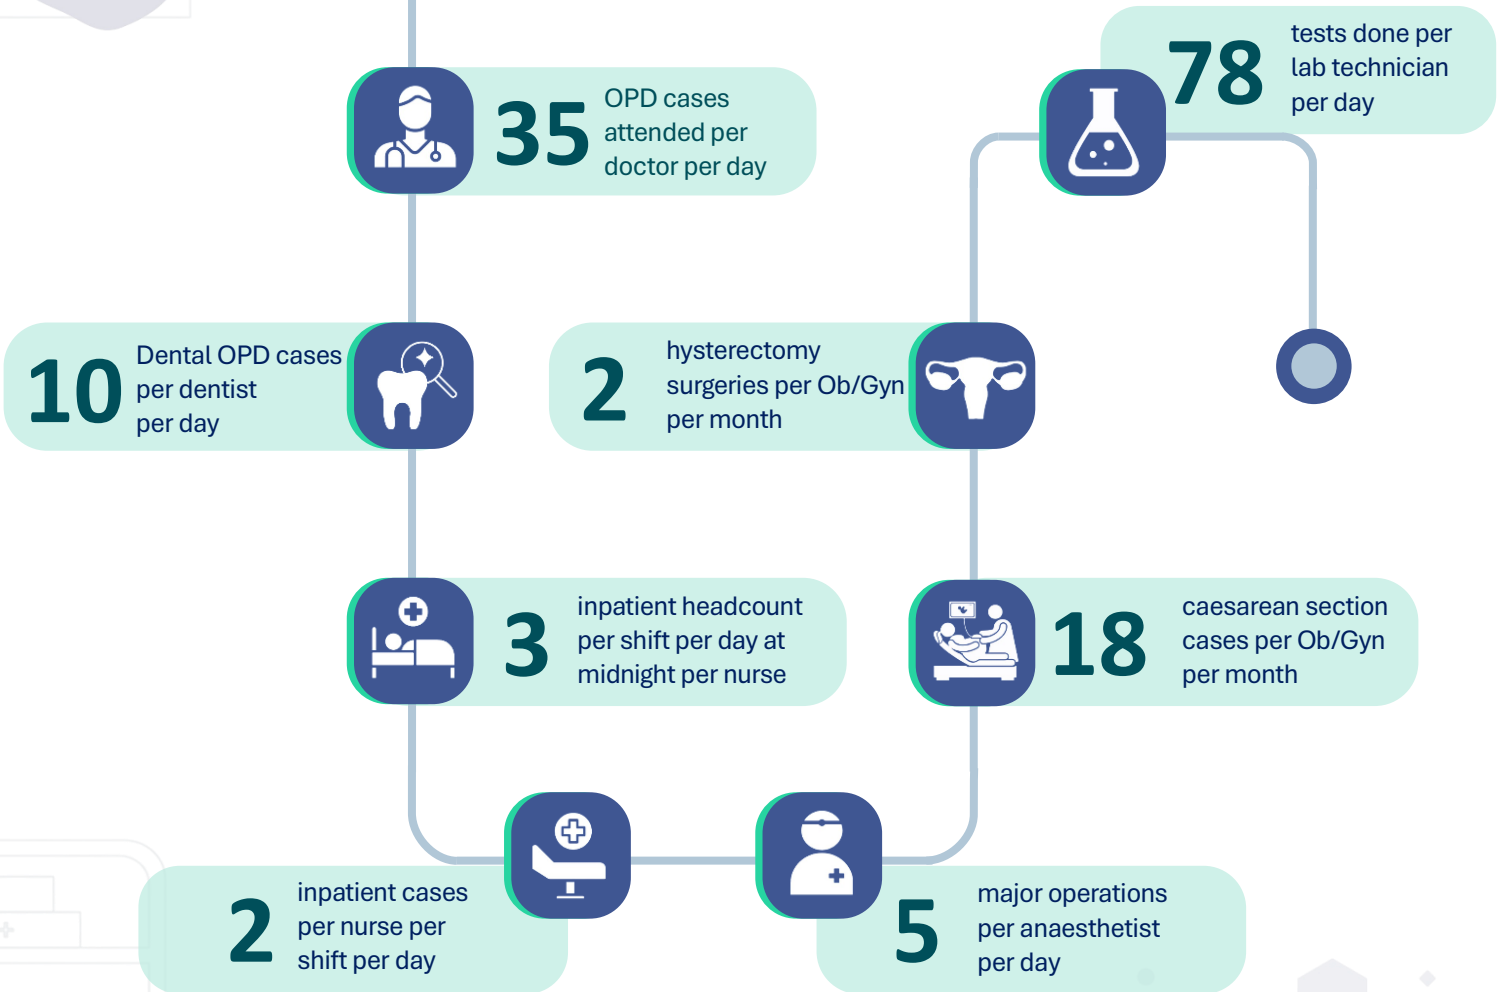 35
OPD cases
attended per
doctor per day
10
Dental OPD cases
per dentist
per day
3
inpatient headcount
per shift per day at
midnight per nurse
2
inpatient cases
per nurse per
shift per day
5
major operations
per anaesthetist
per day
18
caesarean section
cases per Ob/Gyn
per month
2
hysterectomy
surgeries per Ob/Gyn
per month
78
tests done per
lab technician
per day